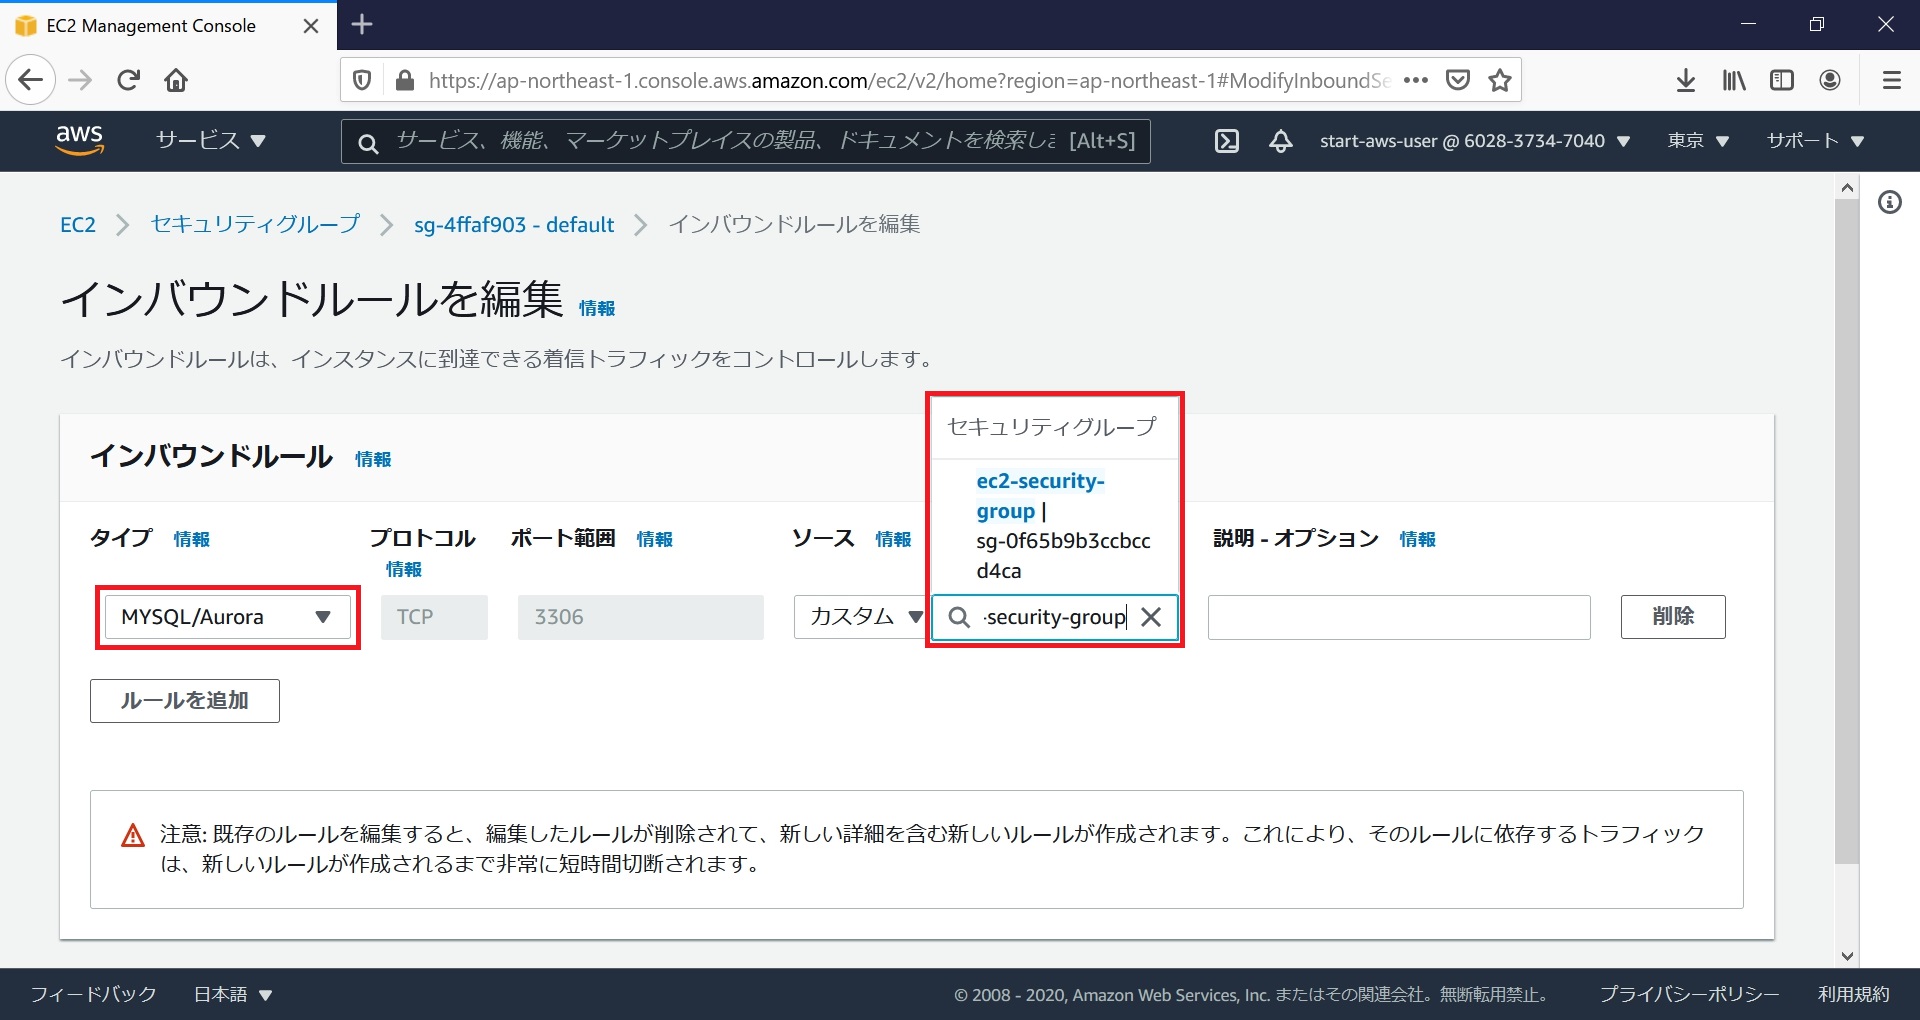 EC2 Management Console
https://ap-northeast-1.console.aws.amazon.com/ec2/v2/home?region=ap-northeast-1#ModifyInboundSe
aws
サービス
サービス、機能、マーケットプレイスの製品、ドキュメントを検索しま
[Alt+S]
start-aws-user @ 6028-3734-7040
東京
サポート
EC2
セキュリティグループ
sg-4ffaf903 - default
インバウンドルールを編集
インバウンドルールを編集 情報
インバウンドルールは、インスタンスに到達できる着信トラフィックをコントロールします。
インバウンドルール 情報
セキュリティグループ
ec2-security-
group |
sg-0f65b9b3ccbcc
d4ca
タイプ 情報
プロトコル
情報
ポート範囲 情報
ソース 情報
説明 - オプション 情報
MYSQL/Aurora
TCP
3306
カスタム
-security-group
削除
ルールを追加
注意: 既存のルールを編集すると、編集したルールが削除されて、新しい詳細を含む新しいルールが作成されます。これにより、そのルールに依存するトラフィック
は、新しいルールが作成されるまで非常に短時間切断されます。
フィードバック
日本語
© 2008 - 2020, Amazon Web Services, Inc. またはその関連会社。無断転用禁止。
プライバシーポリシー
利用規約